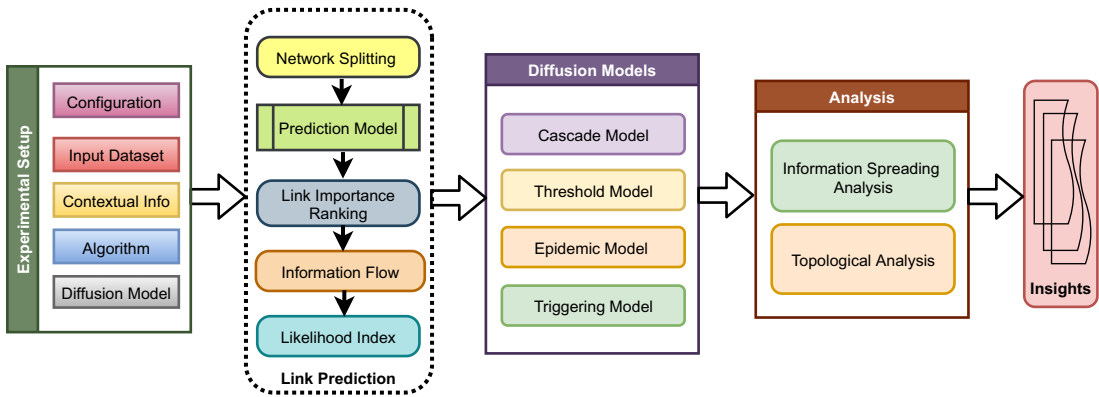 Experimental Setup
Configuration
Input Dataset
Contextual Info
Algorithm
Diffusion Model
Network Splitting
Prediction Model
Link Importance
Ranking
Information Flow
Likelihood Index
Link Prediction
Diffusion Models
Cascade Model
Threshold Model
Epidemic Model
Triggering Model
Analysis
Information Spreading
Analysis
Topological Analysis
Insights